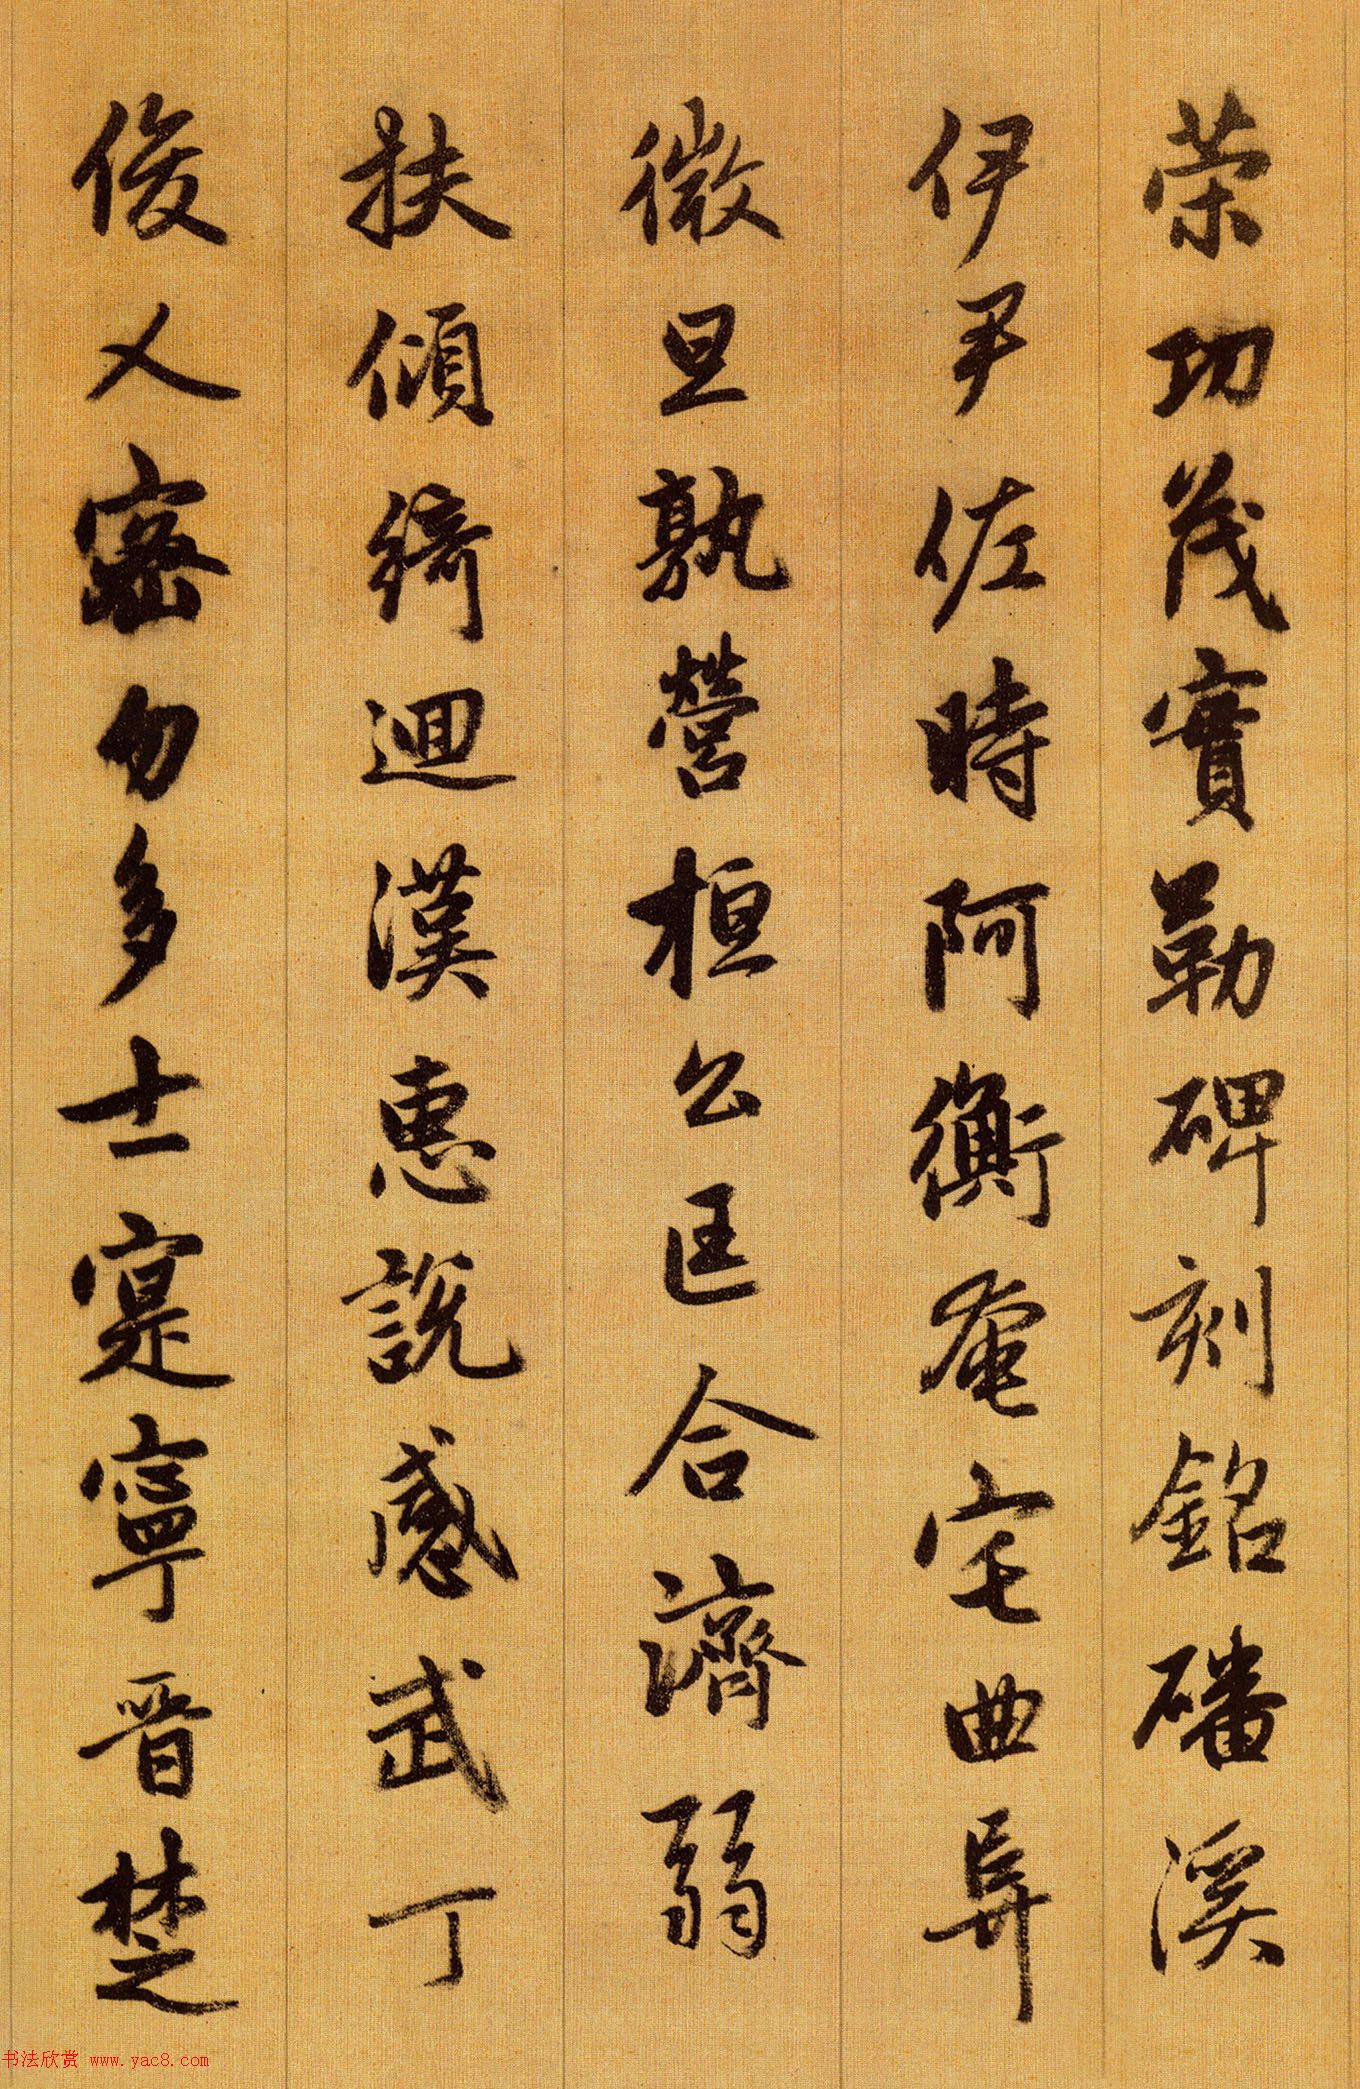 荣功茂實勒碑刻銘磻溪
伊尹佐時阿衡奄宅曲阜
微旦孰營桓公匡合濟弱
扶傾綺迴漢惠說感武丁
俊乂密勿多士寔寧晉楚
书法欣赏 www.yac8.com